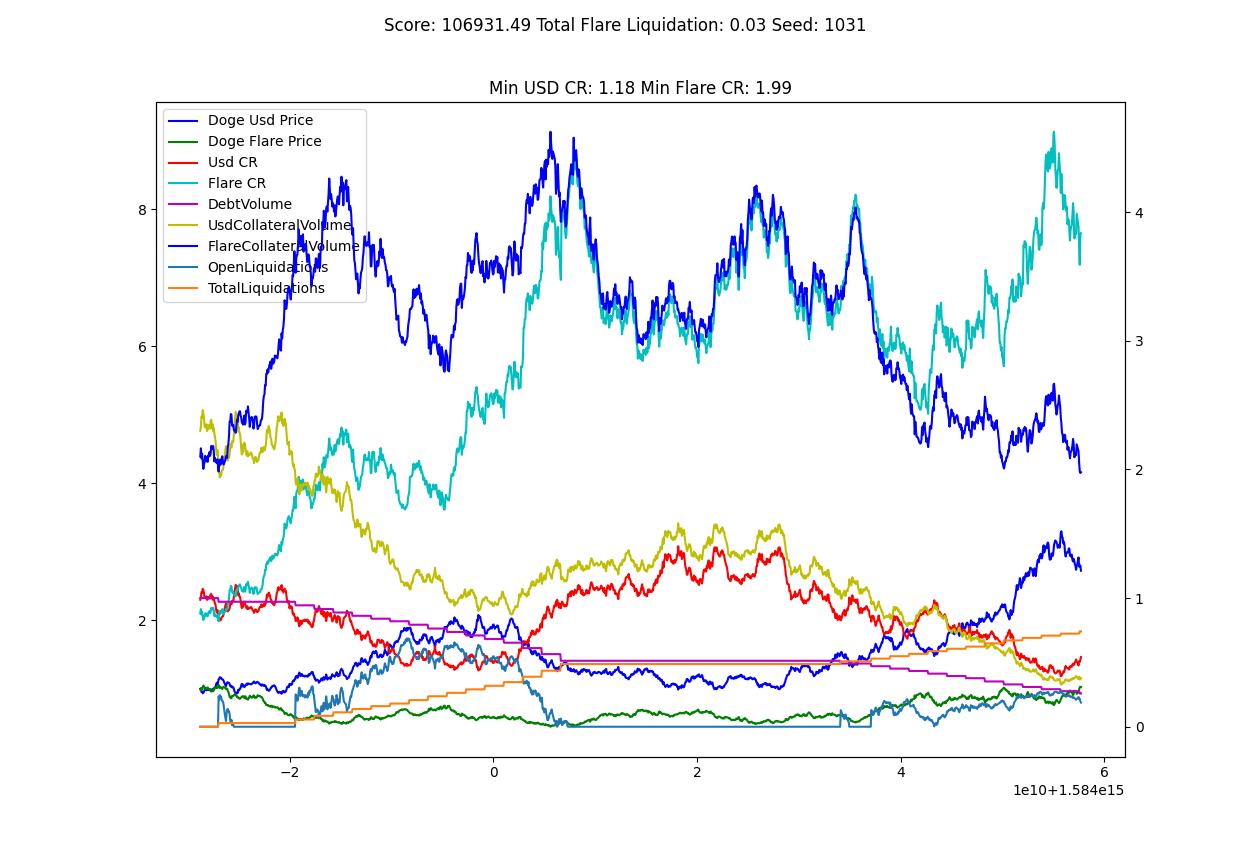 Score: 106931.49 Total Flare Liquidation: 0.03 Seed: 1031
Min USD CR: 1.18 Min Flare CR: 1.99
Doge Usd Price
Doge Flare Price
Usd CR
Flare CR
DebtVolume
UsdCollateralVolume
FlareCollateralVolume
OpenLiquidations
TotalLiquidations
8
6
4
2
4
3
2
1
0
−2
0
2
4
6
1e10+1.584e15